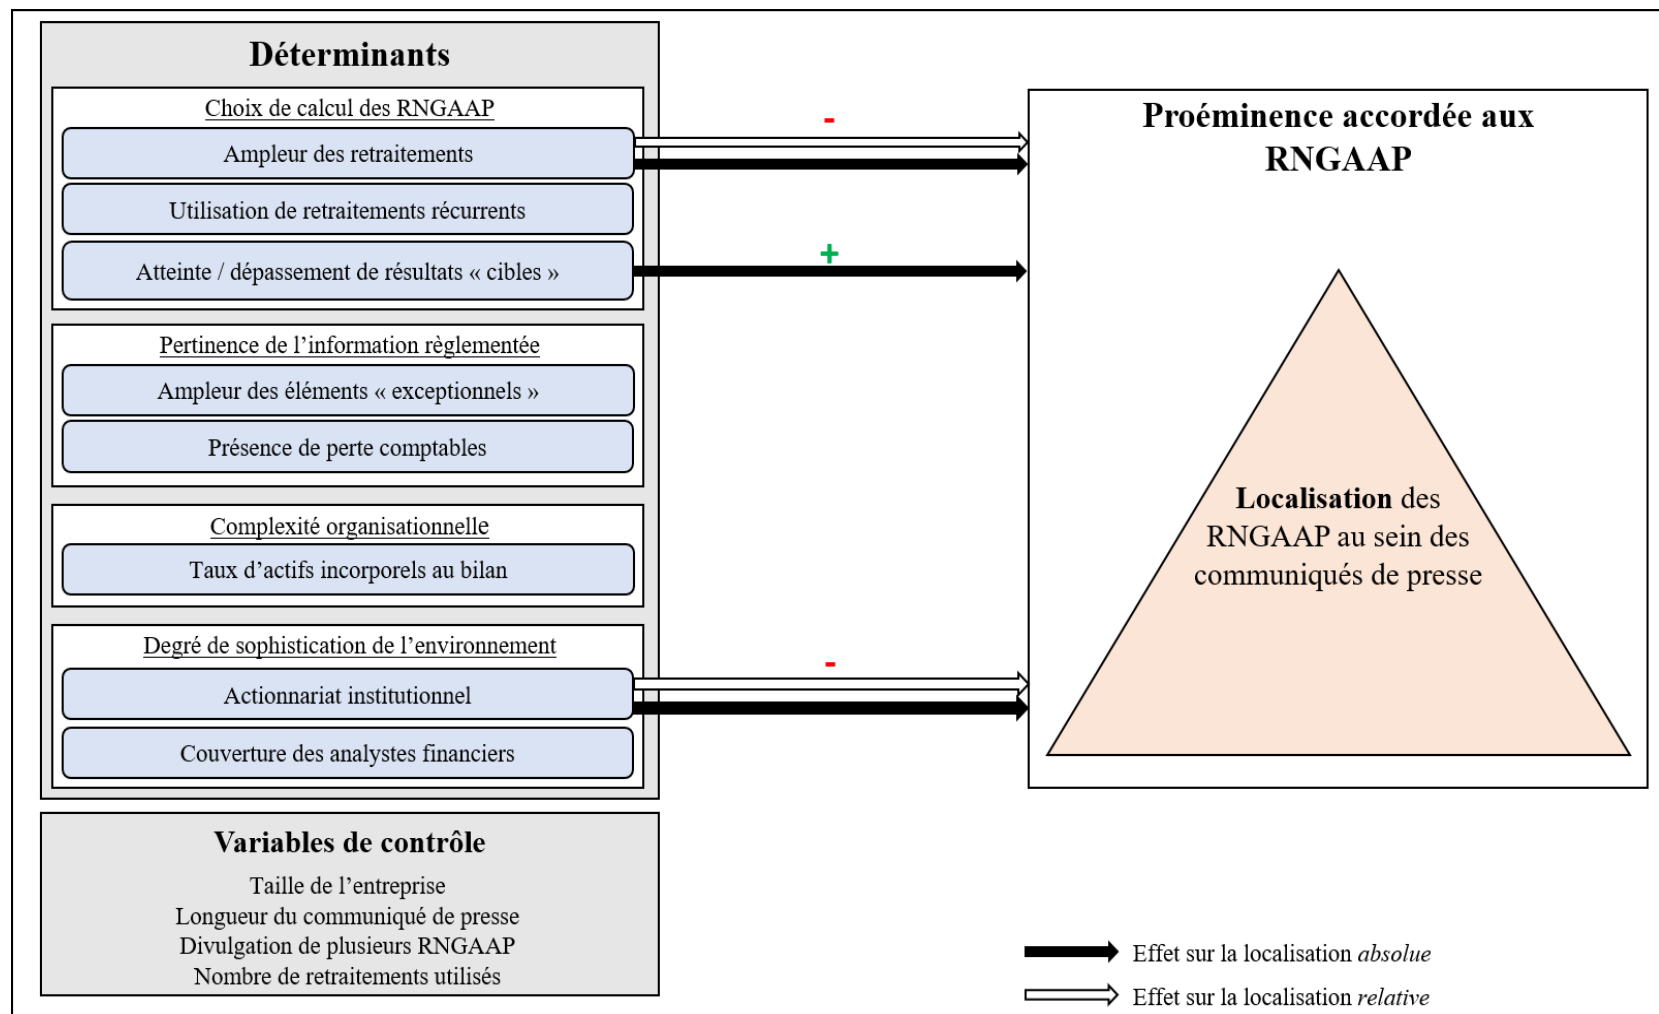 Déterminants
Choix de calcul des RNGAAP
Ampleur des retraitements
Utilisation de retraitements récurrents
Atteinte / dépassement de résultats « cibles »
Pertinence de l’information règlementée
Ampleur des éléments « exceptionnels »
Présence de perte comptables
Complexité organisationnelle
Taux d’actifs incorporels au bilan
Degré de sophistication de l’environnement
Actionnariat institutionnel
Couverture des analystes financiers
Variables de contrôle
Taille de l’entreprise
Longueur du communiqué de presse
Divulgation de plusieurs RNGAAP
Nombre de retraitements utilisés
-
+
-
Proéminence accordée aux
RNGAAP
Localisation des
RNGAAP au sein des
communiqués de presse
Effet sur la localisation absolue
Effet sur la localisation relative